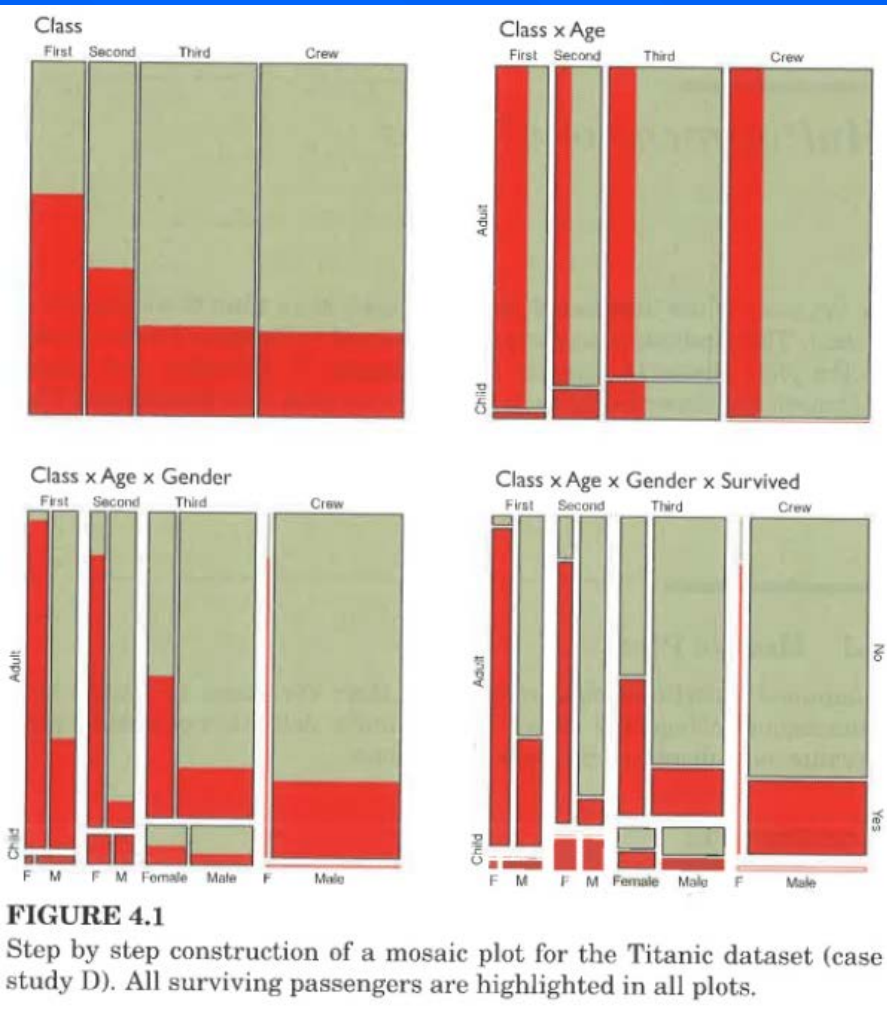 Class
First Second Third Crew
Class x Age
First Second Third Crew
Adult
Child
Class x Age x Gender
First Second Third Crew
Adult
Child
F M F M Female Male F Male
Class x Age x Gender x Survived
First Second Third Crew
Adult
Child
No
Yes
F M F M Female Male F Male
FIGURE 4.1
Step by step construction of a mosaic plot for the Titanic dataset (case
study D). All surviving passengers are highlighted in all plots.